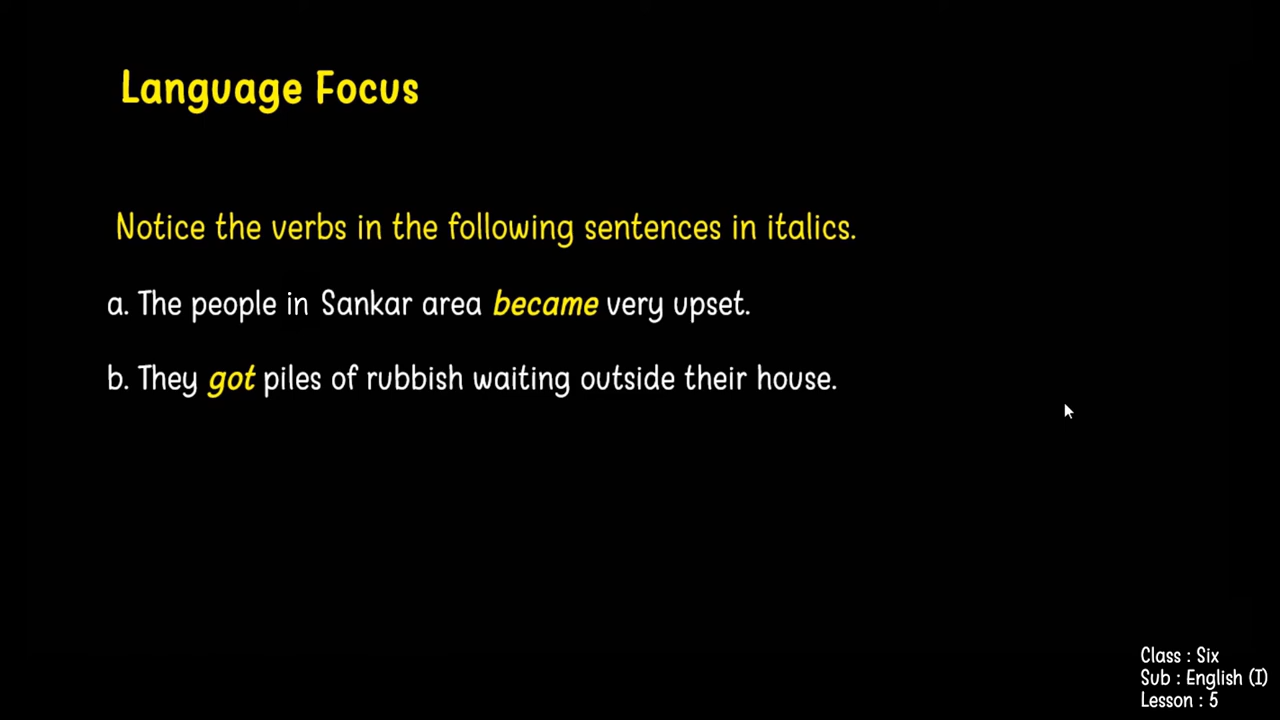 Language Focus
Notice the verbs in the following sentences in italics.
a. The people in Sankar area became very upset.
b. They got piles of rubbish waiting outside their house.
Class : Six
Sub : English (I)
Lesson : 5